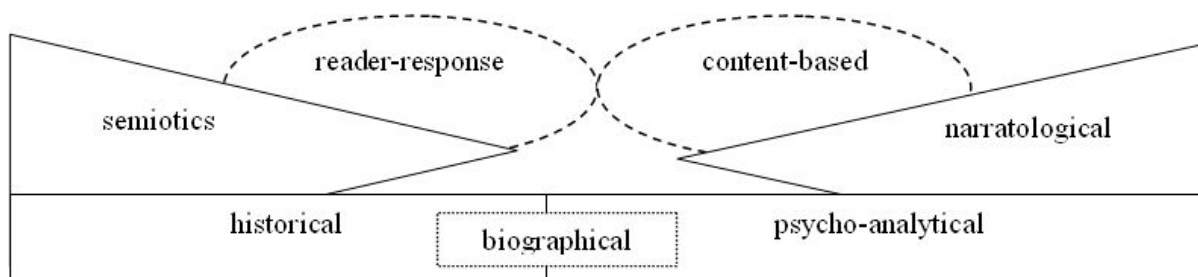 reader-response
content-based
semiotics
narratological
historical
psycho-analytical
biographical